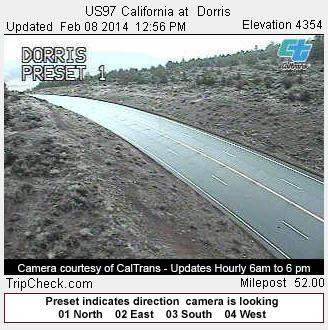 US97 California at Dorris
Updated Feb 08 2014 12:56 PM Elevation 4354
DORRIS
PRESET 1
ct
Caltrans
Camera courtesy of CalTrans - Updates Hourly 6am to 6 pm
TripCheck.com Milepost 52.00
Preset indicates direction camera is looking
01 North 02 East 03 South 04 West